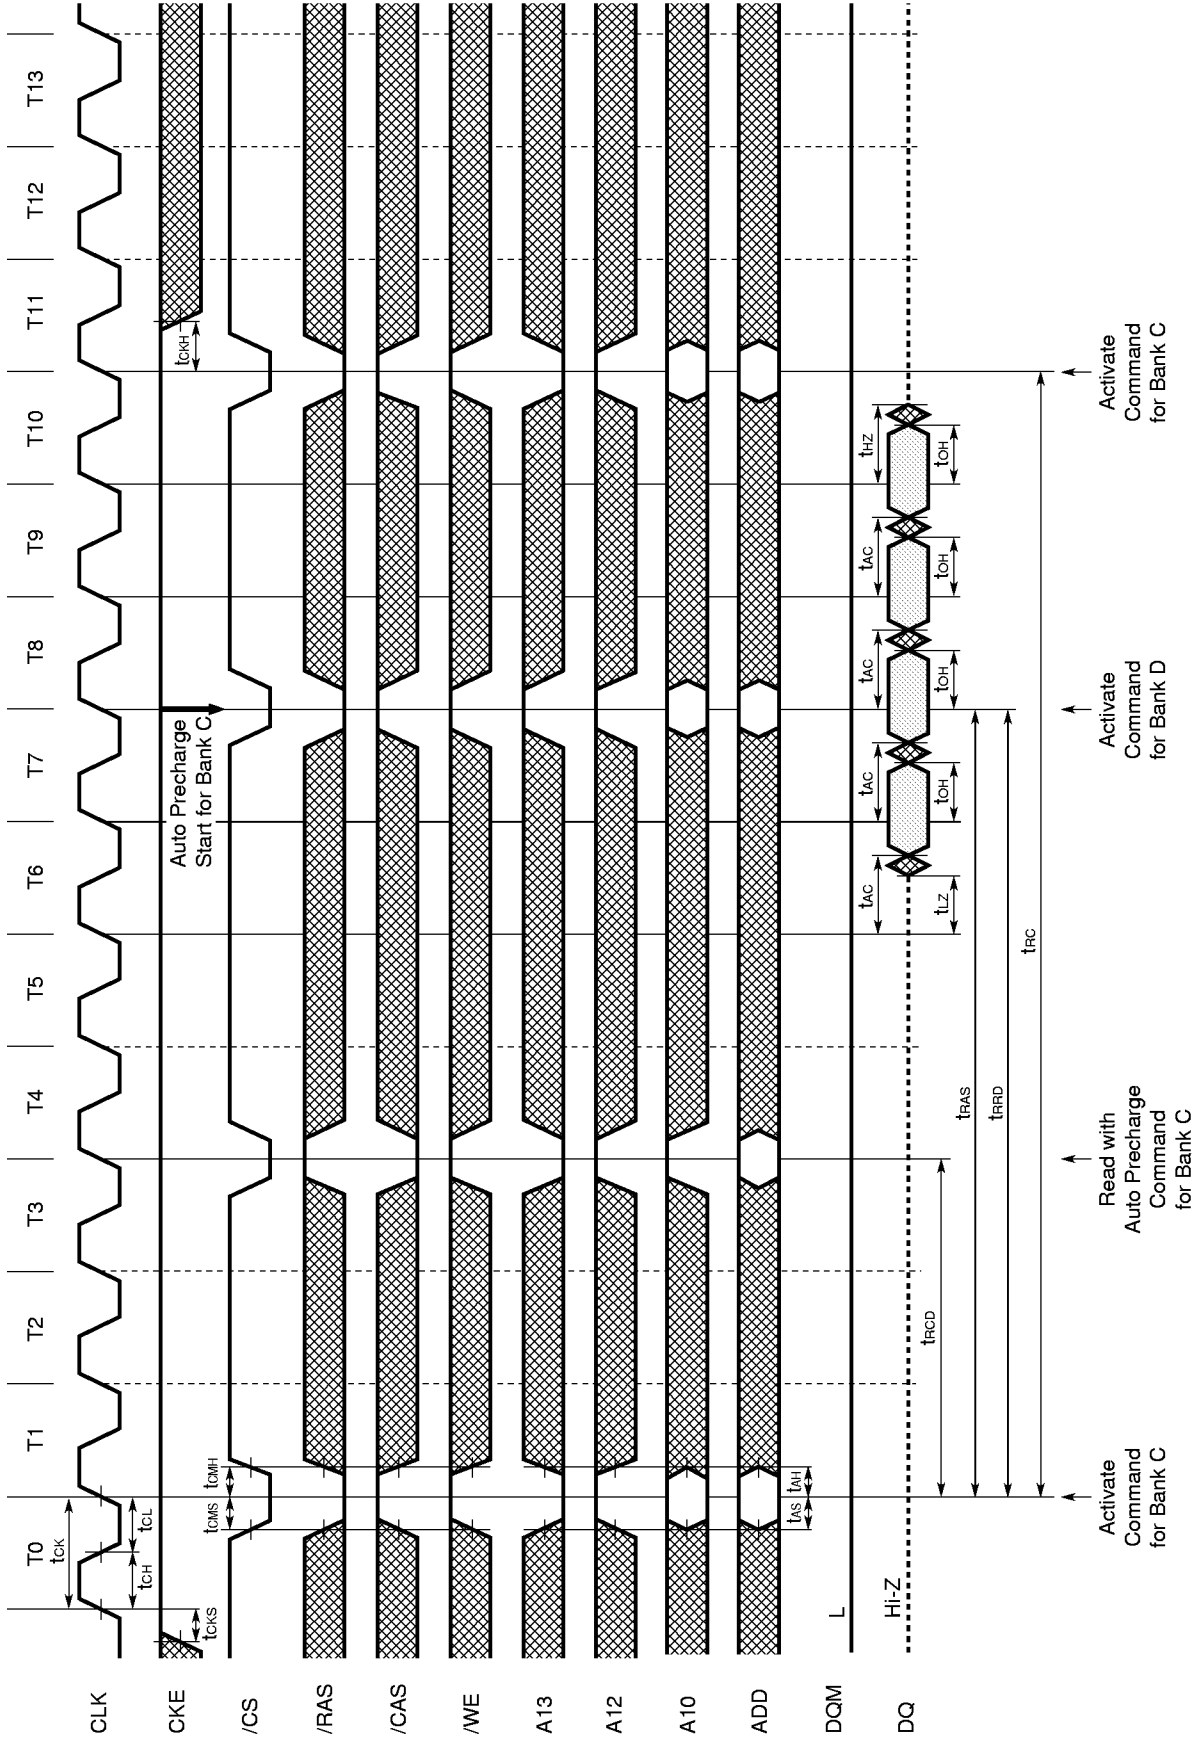 T0
T1
T2
T3
T4
T5
T6
T7
T8
T9
T10
T11
T12
T13
CLK
tCK
tCH
tCL
CKE
tCKS
Auto Precharge
Start for Bank C
tCKH
/CS
tCMS
tCMH
/RAS
/CAS
/WE
A13
A12
A10
ADD
tAS
tAH
DQM
L
DQ
Hi-Z
tAC
tAC
tAC
tAC
tHZ
tLZ
tOH
tOH
tOH
tOH
tRCD
tRAS
tRRD
tRC
Activate
Command
for Bank C
Read with
Auto Precharge
Command
for Bank C
Activate
Command
for Bank D
Activate
Command
for Bank C